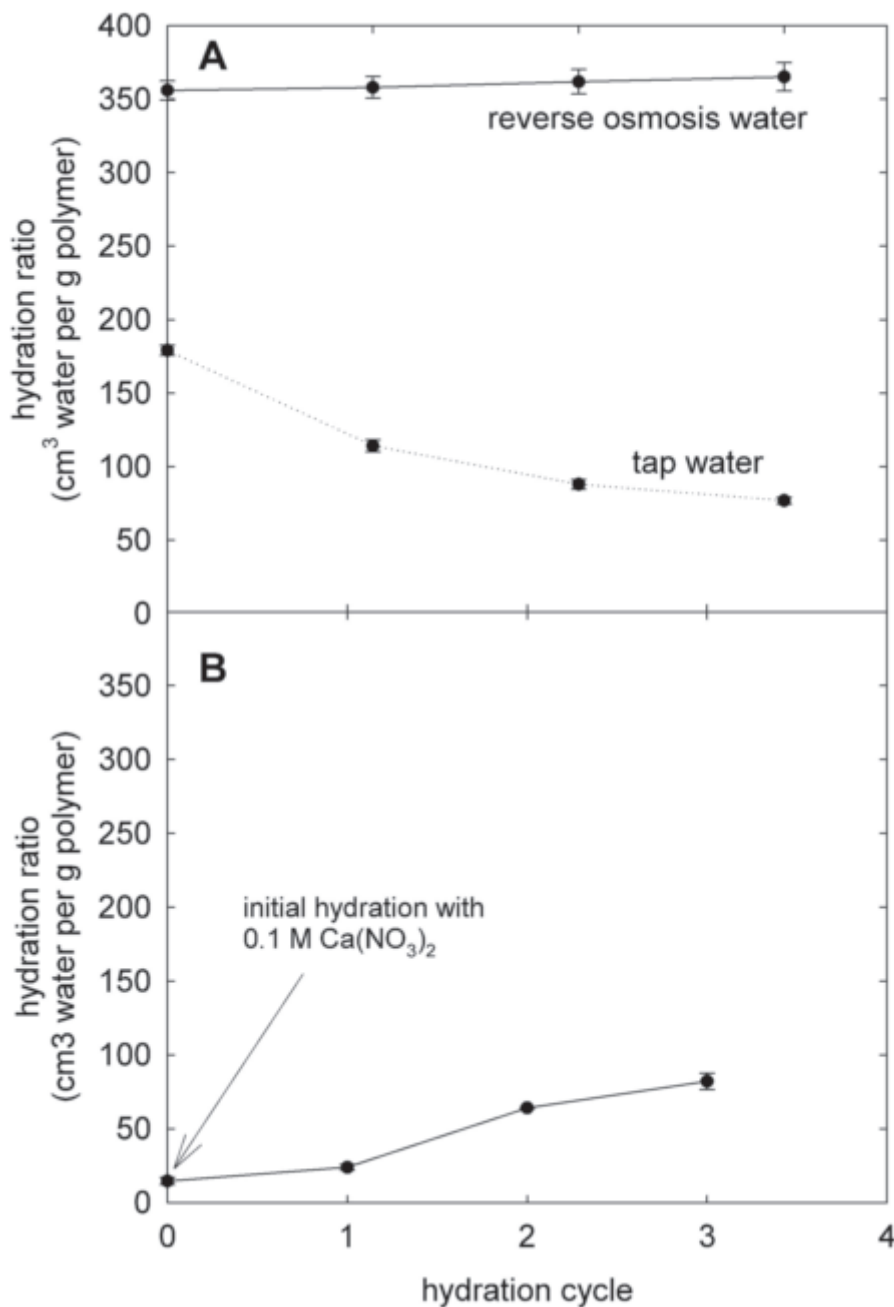 A
400
350
300
250
200
150
100
50
0
hydration ratio
(cm³ water per g polymer)
reverse osmosis water
tap water
B
350
300
250
200
150
100
50
0
hydration ratio
(cm3 water per g polymer)
initial hydration with
0.1 M Ca(NO₃)₂
0 1 2 3 4
hydration cycle